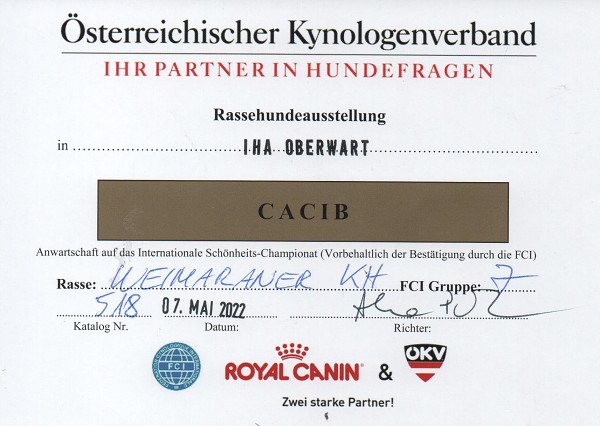 Österreichischer Kynologenverband
IHR PARTNER IN HUNDEFRAGEN
Rassehundeausstellung
in IHA OBERWART
CACIB
Anwartschaft auf das Internationale Schönheits-Championat (Vorbehaltlich der Bestätigung durch die FCI)
Rasse: WEIMARANER KH FCI Gruppe: 7
518 07. MAI 2022
Katalog Nr. Datum: Richter:
FCI ROYAL CANIN & ÖKV
Zwei starke Partner!